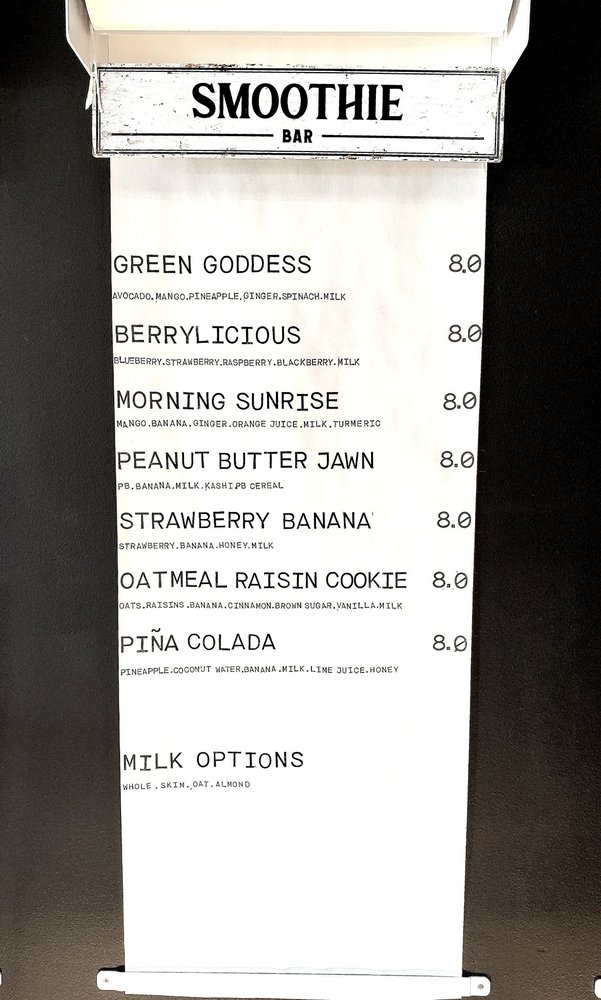 SMOOTHIE
BAR
GREEN GODDESS 8.0
AVOCADO.MANGO.PINEAPPLE.GINGER.SPINACH.MILK
BERRYLICIOUS 8.0
BLUEBERRY.STRAWBERRY.RASPBERRY.BLACKBERRY.MILK
MORNING SUNRISE 8.0
MANGO.BANANA.GINGER.ORANGE JUICE.MILK.TURMERIC
PEANUT BUTTER JAWN 8.0
PB.BANANA.MILK.KASHI PB CEREAL
STRAWBERRY BANANA 8.0
STRAWBERRY.BANANA.HONEY.MILK
OATMEAL RAISIN COOKIE 8.0
OATS.RAISINS.BANANA.CINNAMON.BROWN SUGAR.VANILLA.MILK
PIÑA COLADA 8.0
PINEAPPLE.COCONUT WATER.BANANA.MILK.LIME JUICE.HONEY
MILK OPTIONS
WHOLE.SKIM.OAT.ALMOND